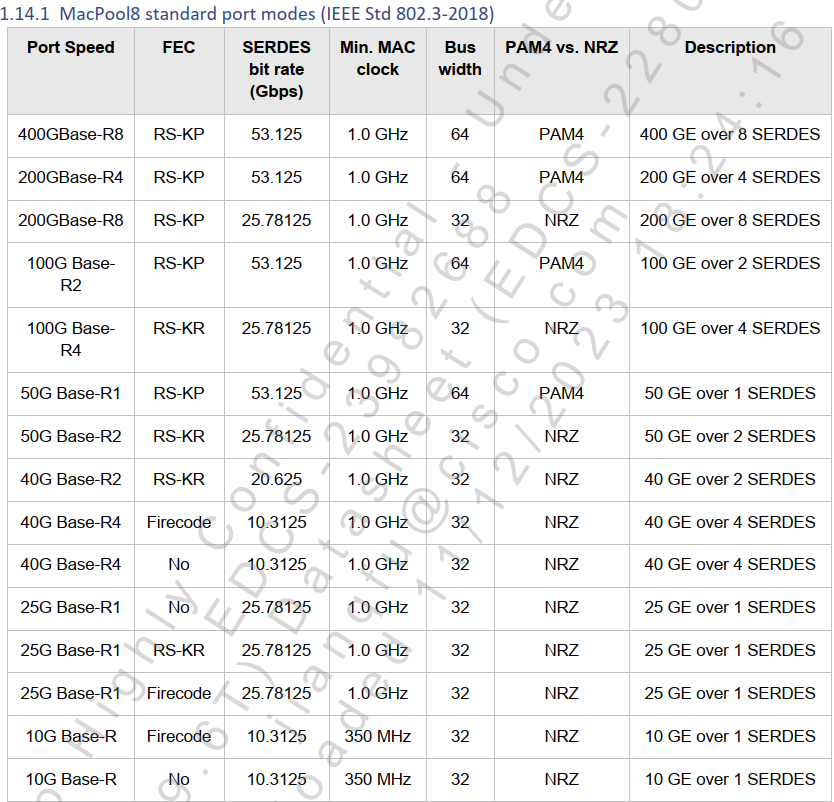 1.14.1 MacPool8 standard port modes (IEEE Std 802.3-2018)
Port Speed FEC SERDES bit rate (Gbps) Min. MAC clock Bus width PAM4 vs. NRZ Description
400GBase-R8 RS-KP 53.125 1.0 GHz 64 PAM4 400 GE over 8 SERDES
200GBase-R4 RS-KP 53.125 1.0 GHz 64 PAM4 200 GE over 4 SERDES
200GBase-R8 RS-KP 25.78125 1.0 GHz 32 NRZ 200 GE over 8 SERDES
100G Base-R2 RS-KP 53.125 1.0 GHz 64 PAM4 100 GE over 2 SERDES
100G Base-R4 RS-KR 25.78125 1.0 GHz 32 NRZ 100 GE over 4 SERDES
50G Base-R1 RS-KP 53.125 1.0 GHz 64 PAM4 50 GE over 1 SERDES
50G Base-R2 RS-KR 25.78125 1.0 GHz 32 NRZ 50 GE over 2 SERDES
40G Base-R2 RS-KR 20.625 1.0 GHz 32 NRZ 40 GE over 2 SERDES
40G Base-R4 Firecode 10.3125 1.0 GHz 32 NRZ 40 GE over 4 SERDES
40G Base-R4 No 10.3125 1.0 GHz 32 NRZ 40 GE over 4 SERDES
25G Base-R1 No 25.78125 1.0 GHz 32 NRZ 25 GE over 1 SERDES
25G Base-R1 RS-KR 25.78125 1.0 GHz 32 NRZ 25 GE over 1 SERDES
25G Base-R1 Firecode 25.78125 1.0 GHz 32 NRZ 25 GE over 1 SERDES
10G Base-R Firecode 10.3125 350 MHz 32 NRZ 10 GE over 1 SERDES
10G Base-R No 10.3125 350 MHz 32 NRZ 10 GE over 1 SERDES
Highly Confidential - Unde
EDCS-23982688
9.6T) Datasheet (EDCS-2280
@cisco.com
11/12/2023 18:24:16